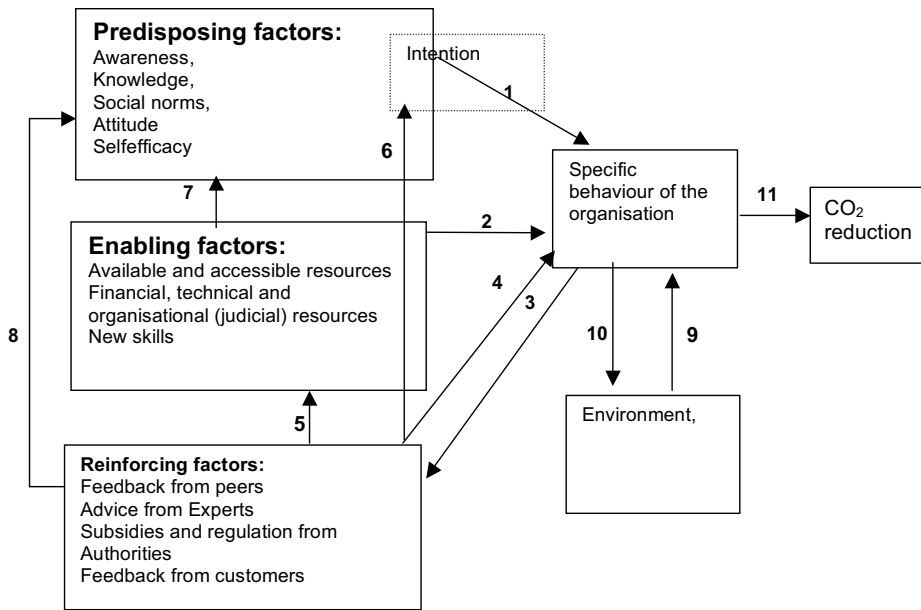 Predisposing factors:
Awareness,
Knowledge,
Social norms,
Attitude
Selfefficacy
Intention
1
6
7
Specific
behaviour of the
organisation
11
CO₂
reduction
2
Enabling factors:
Available and accessible resources
Financial, technical and
organisational (judicial) resources
New skills
4
3
8
10
9
5
Environment,
Reinforcing factors:
Feedback from peers
Advice from Experts
Subsidies and regulation from
Authorities
Feedback from customers